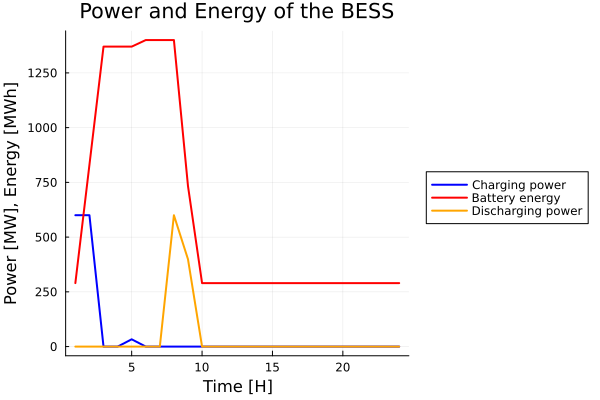 Power and Energy of the BESS
Power [MW], Energy [MWh]
1250
1000
750
500
250
0
5
10
15
20
Time [H]
Charging power
Battery energy
Discharging power